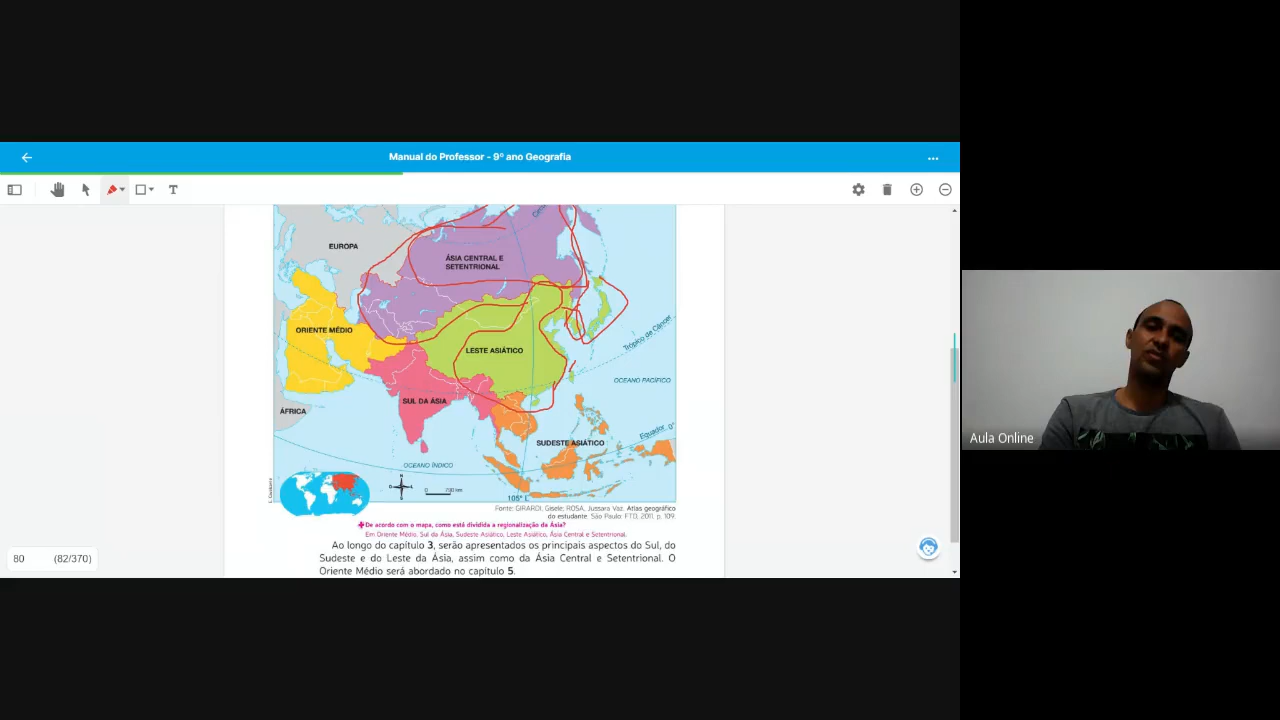 Manual do Professor - 9º ano Geografia
...
T
EUROPA
ÁSIA CENTRAL E
SETENTRIONAL
ORIENTE MÉDIO
LESTE ASIÁTICO
Trópico de Câncer
OCEANO PACÍFICO
SUL DA ÁSIA
ÁFRICA
Equador 0°
SUDESTE ASIÁTICO
OCEANO ÍNDICO
N
O L
S
0 700 km
105° L
Fonte: GIRARDI, Gisele; ROSA, Jussara Vaz. Atlas geográfico
do estudante. São Paulo: FTD, 2011. p. 109.
De acordo com o mapa, como está dividida a regionalização da Ásia?
Em Oriente Médio, Sul da Ásia, Sudeste Asiático, Leste Asiático, Ásia Central e Setentrional.
Ao longo do capítulo 3, serão apresentados os principais aspectos do Sul, do
Sudeste e do Leste da Ásia, assim como da Ásia Central e Setentrional. O
Oriente Médio será abordado no capítulo 5.
80 (82/370)
Aula Online